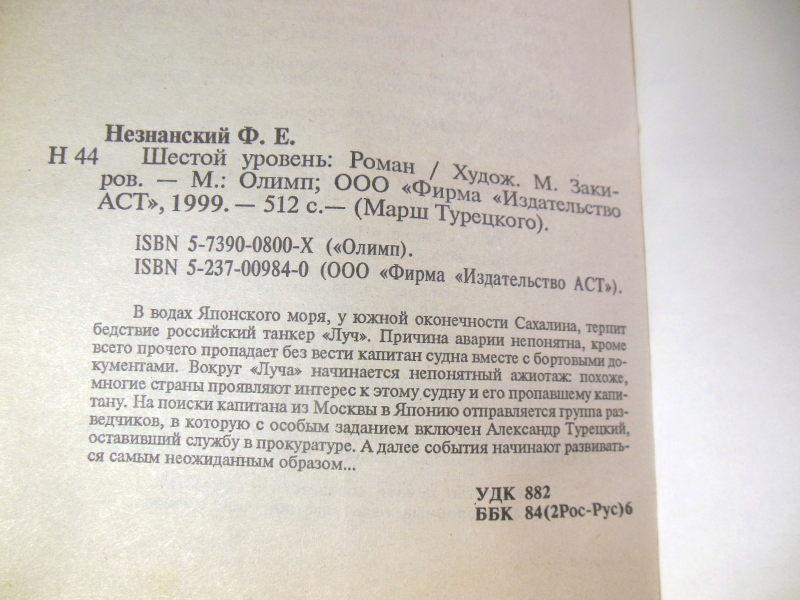 Незнанский Ф. Е.
Н 44 Шестой уровень: Роман / Худож. М. Заки-
ров. — М.: Олимп; ООО «Фирма «Издательство
АСТ», 1999. — 512 с.— (Марш Турецкого).
ISBN 5-7390-0800-X («Олимп).
ISBN 5-237-00984-0 (ООО «Фирма «Издательство АСТ»).
В водах Японского моря, у южной оконечности Сахалина, терпит
бедствие российский танкер «Луч». Причина аварии непонятна, кроме
всего прочего пропадает без вести капитан судна вместе с бортовыми до-
кументами. Вокруг «Луча» начинается непонятный ажиотаж: похоже,
многие страны проявляют интерес к этому судну и его пропавшему капи-
тану. На поиски капитана из Москвы в Японию отправляется группа раз-
ведчиков, в которую с особым заданием включен Александр Турецкий,
оставивший службу в прокуратуре. А далее события начинают развивать-
ся самым неожиданным образом...
УДК 882
ББК 84(2Рос-Рус)6